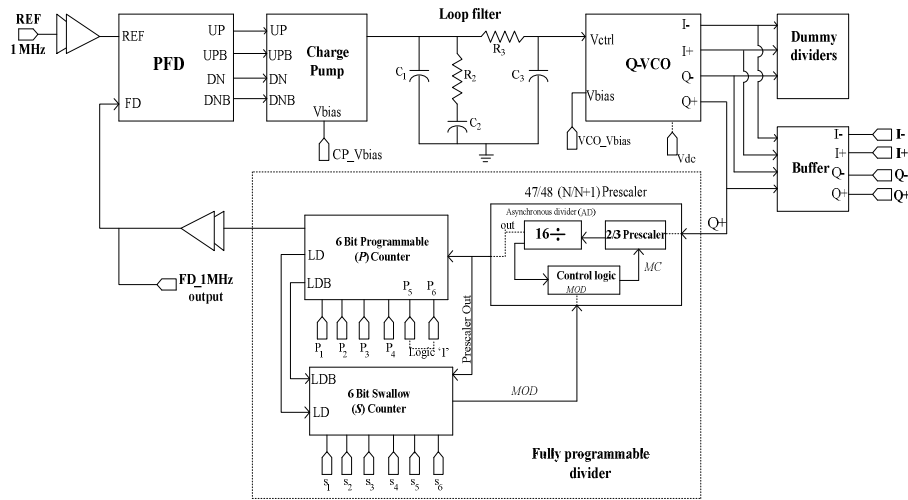 Loop filter
REF
1 MHz
REF
FD
PFD
UP
UPB
DN
DNB
UP
UPB
DN
DNB
Charge
Pump
Vbias
CP_Vbias
C1
R2
C2
R3
C3
Vctrl
Q-VCO
Vbias
VCO_Vbias
Vdc
I-
I+
Q-
Q+
Dummy
dividers
Buffer
I-
I+
Q-
Q+
I-
I+
Q-
Q+
47/48 (N/N+1) Prescaler
Asynchronous divider (AD)
out
16÷
2/3 Prescaler
Control logic
MOD
MC
Q+
6 Bit Programmable
(P) Counter
LD
LDB
P5 P6
P1 P2 P3 P4
Logic '1'
Prescaler Out
FD_1MHz
output
LDB
LD
6 Bit Swallow
(S) Counter
MOD
S1 S2 S3 S4 S5 S6
Fully programmable
divider